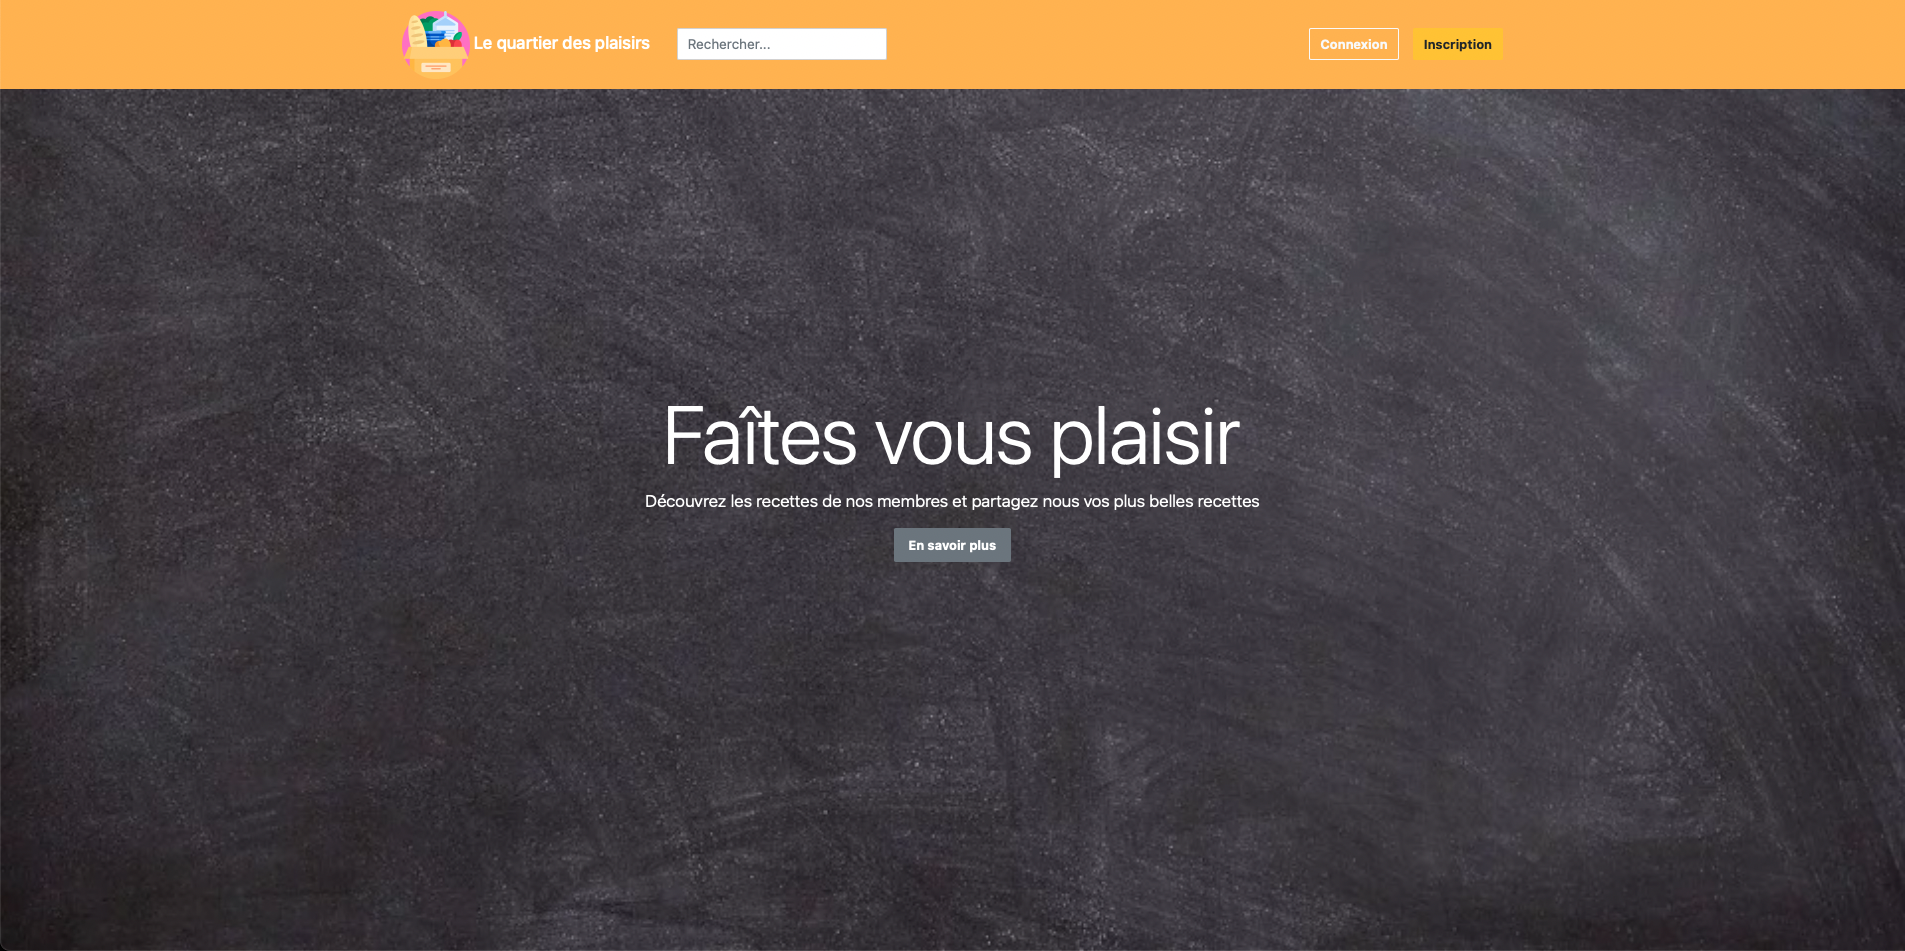 Le quartier des plaisirs
Rechercher...
Connexion
Inscription
Faîtes vous plaisir
Découvrez les recettes de nos membres et partagez nous vos plus belles recettes
En savoir plus